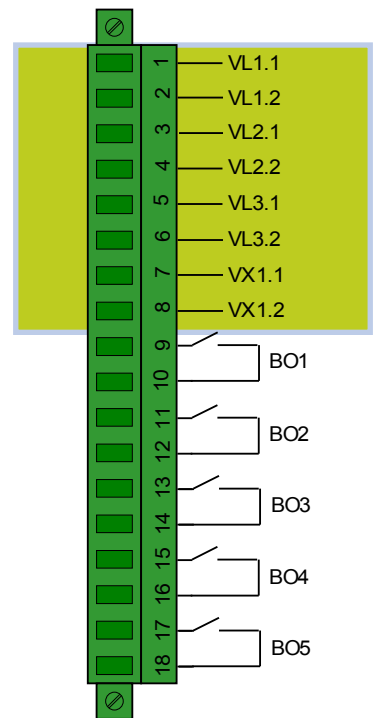 1 VL1.1
2 VL1.2
3 VL2.1
4 VL2.2
5 VL3.1
6 VL3.2
7 VX1.1
8 VX1.2
9
BO1
10
11
BO2
12
13
BO3
14
15
BO4
16
17
BO5
18